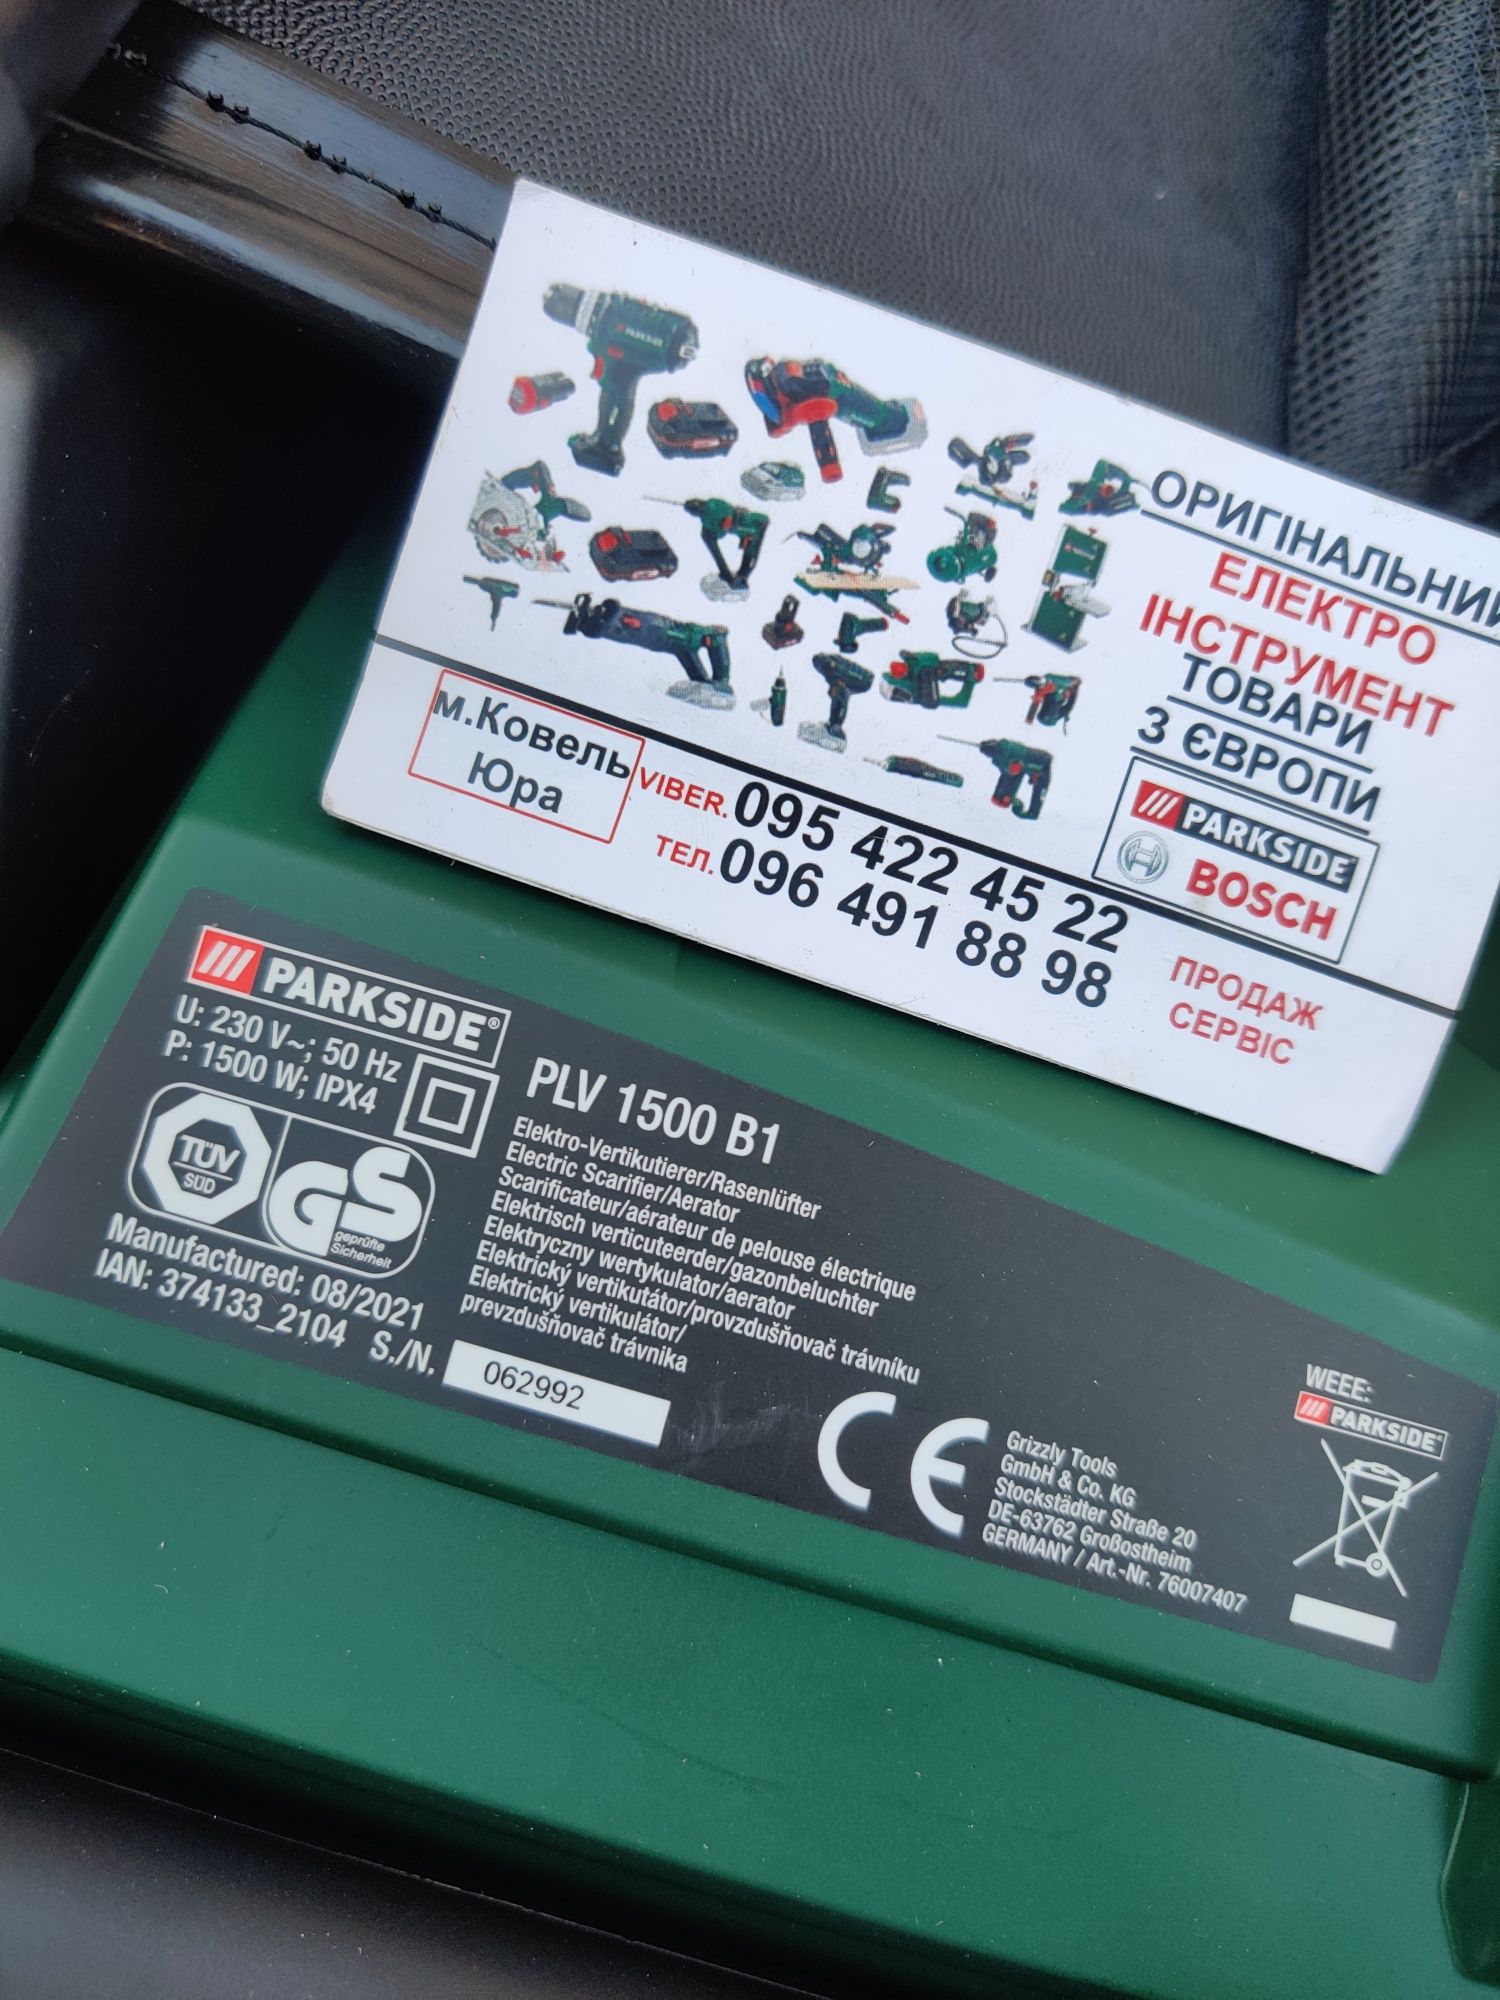 ОРИГІНАЛЬНИЙ
ЕЛЕКТРО
ІНСТРУМЕНТ
ТОВАРИ
З ЄВРОПИ
PARKSIDE
BOSCH
PARKSIDE
м.Ковель
Юра
VIBER. 095 422 45 22
ТЕЛ. 096 491 88 98
ПРОДАЖ
СЕРВІС
PARKSIDE®
U: 230 V~; 50 Hz
P: 1500 W; IPX4
TÜV
SÜD
GS
geprüfte
Sicherheit
Manufactured: 08/2021
IAN: 374133_2104 S./N. 062992
PLV 1500 B1
Elektro-Vertikutierer/Rasenlüfter
Electric Scarifier/Aerator
Scarificateur/aérateur de pelouse électrique
Elektrisch verticuteerder/gazonbeluchter
Elektryczny wertykulator/aerator
Elektrický vertikutátor/provzdušňovač trávníku
Elektrický vertikulátor/
prevzdušňovač trávnika
CE
Grizzly Tools
GmbH & Co. KG
Stockstädter Straße 20
DE-63762 Großostheim
GERMANY / Art.-Nr. 76007407
WEEE:
PARKSIDE®